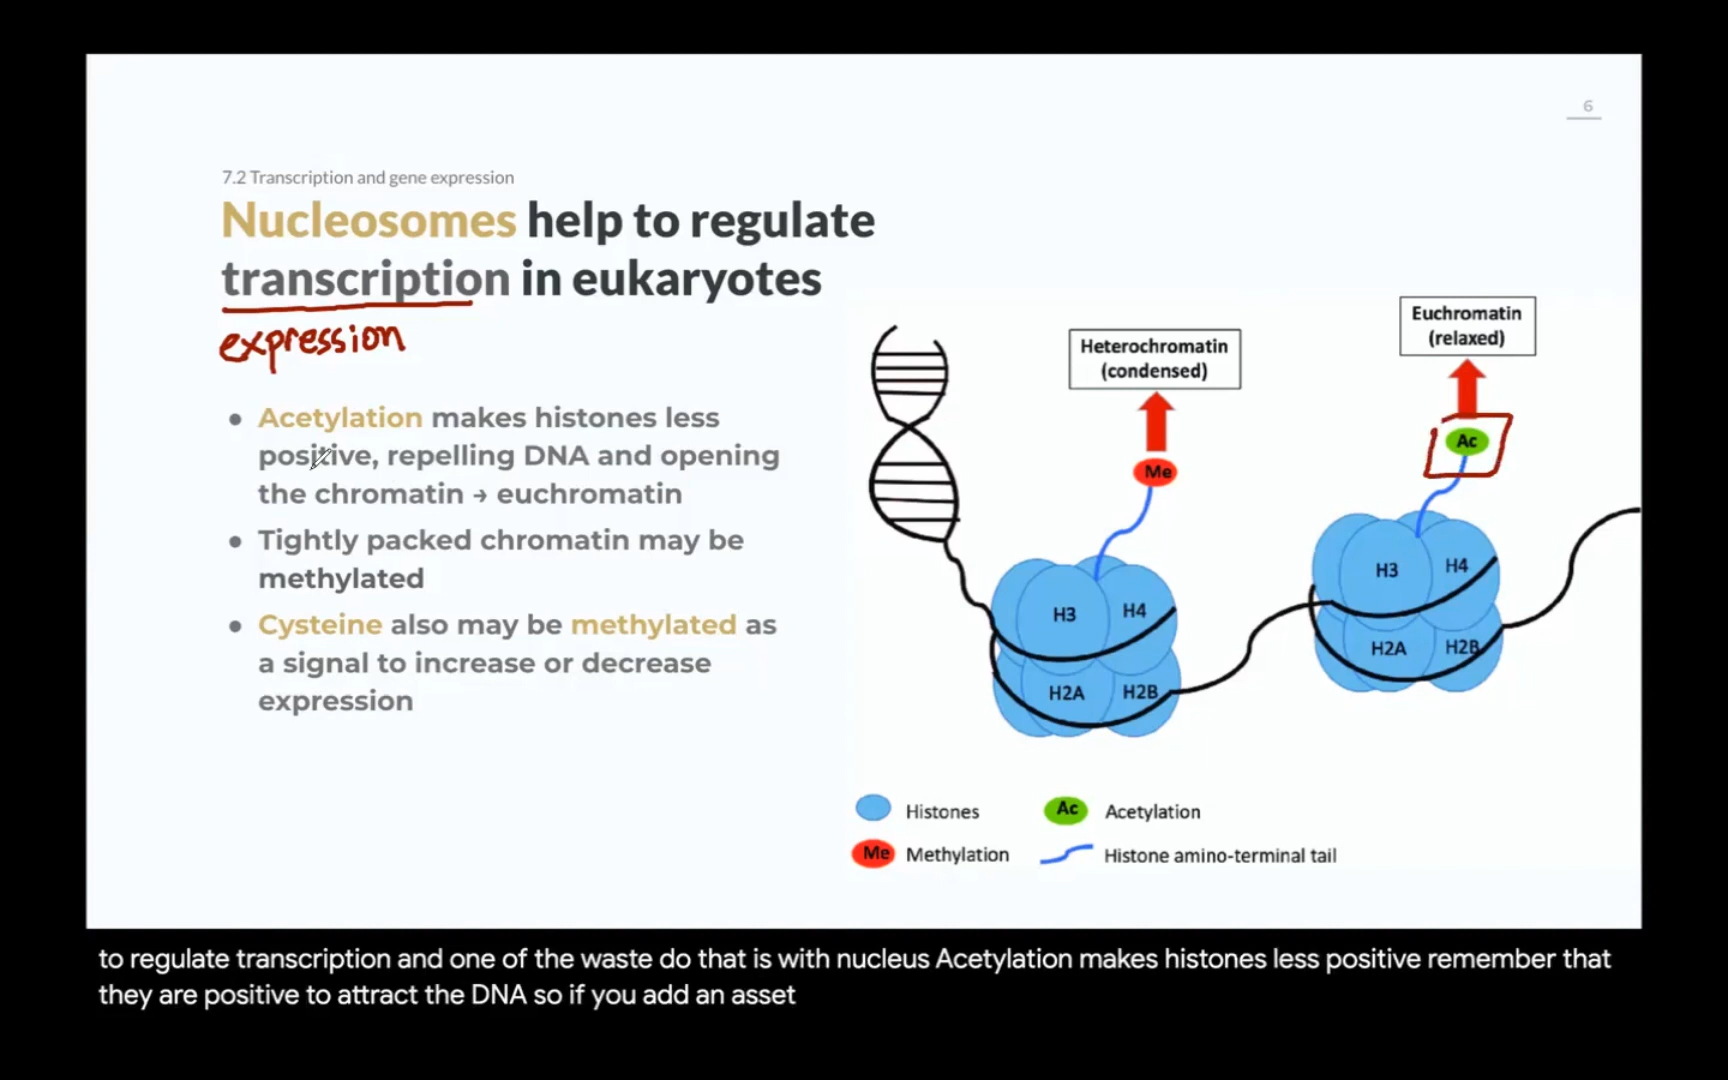 6
7.2 Transcription and gene expression
Nucleosomes help to regulate
transcription in eukaryotes
expression
● Acetylation makes histones less
positive, repelling DNA and opening
the chromatin → euchromatin
● Tightly packed chromatin may be
methylated
● Cysteine also may be methylated as
a signal to increase or decrease
expression
Heterochromatin
(condensed)
Euchromatin
(relaxed)
Me
Ac
H3 H4
H2A H2B
H3 H4
H2A H2B
Histones
Ac Acetylation
Me Methylation
Histone amino-terminal tail
to regulate transcription and one of the waste do that is with nucleus Acetylation makes histones less positive remember that
they are positive to attract the DNA so if you add an asset